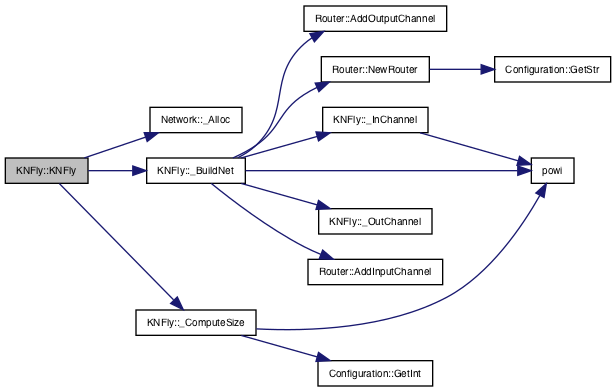 Router::AddOutputChannel
Router::NewRouter
Configuration::GetStr
Network::_Alloc
KNFly::_InChannel
KNFly::KNFly
KNFly::_BuildNet
powi
KNFly::_OutChannel
Router::AddInputChannel
KNFly::_ComputeSize
Configuration::GetInt